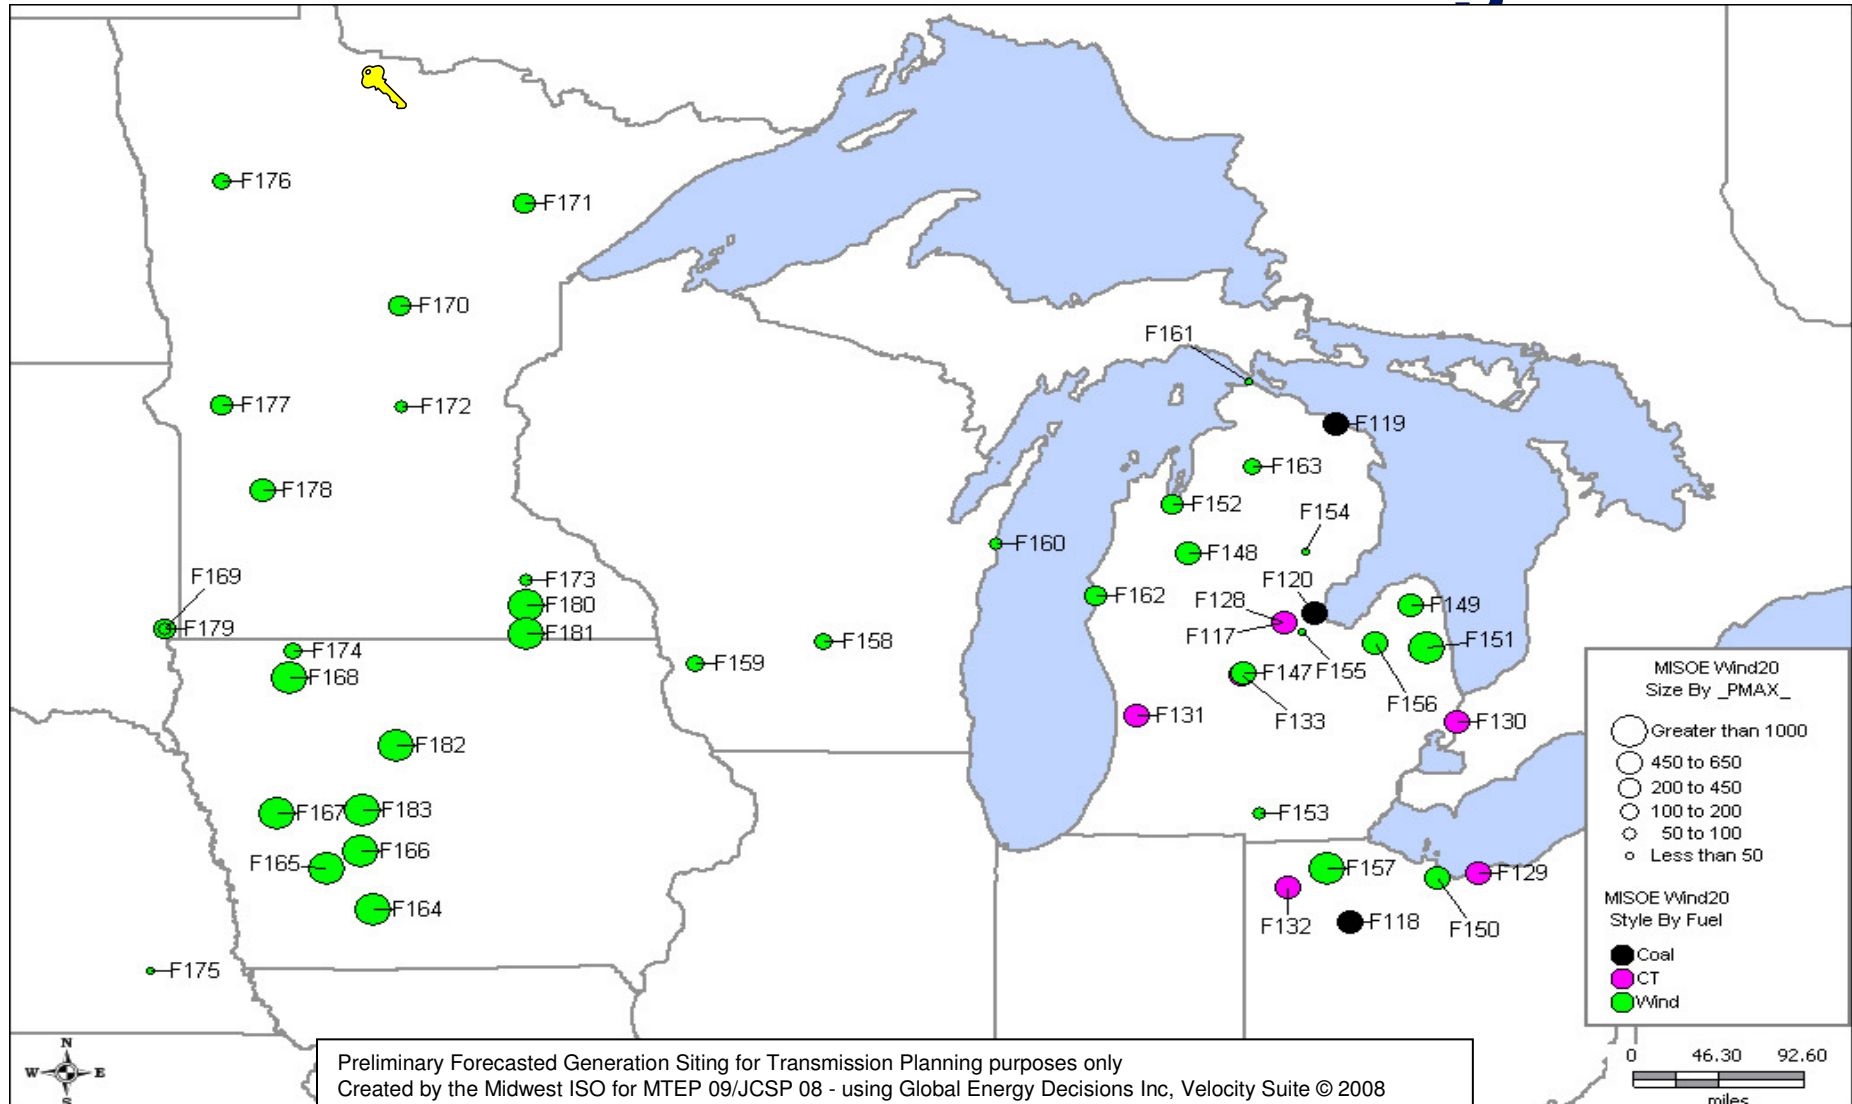 F176
F171
F170
F161
F177
F172
F119
F163
F178
F152
F154
F160
F148
F173
F120
F169
F162
F128
F180
F149
F179
F181
F117
F158
F151
F174
F159
F155
F168
F147
F156
F133
F131
F130
F182
F167
F183
F153
F166
F165
F157
F129
F164
F132
F118
F150
F175
MISOE Wind20
Size By _PMAX_
Greater than 1000
450 to 650
200 to 450
100 to 200
50 to 100
Less than 50
MISOE Wind20
Style By Fuel
Coal
CT
Wind
N
W E
S
0 46.30 92.60
miles
Preliminary Forecasted Generation Siting for Transmission Planning purposes only
Created by the Midwest ISO for MTEP 09/JCSP 08 - using Global Energy Decisions Inc, Velocity Suite © 2008